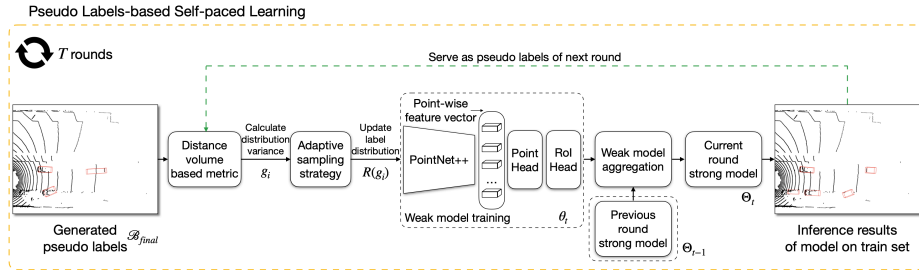 Pseudo Labels-based Self-paced Learning
T rounds
Serve as pseudo labels of next round
Distance
volume
based metric
Calculate
distribution
variance
g_i
Adaptive
sampling
strategy
Update
label
distribution
R(g_i)
Point-wise
feature vector
PointNet++
...
Point
Head
RoI
Head
Weak model training
θ_t
Weak model
aggregation
Previous
round
strong model
Θ_{t-1}
Current
round
strong model
Θ_t
Generated
pseudo labels ℬ_{final}
Inference results
of model on train set